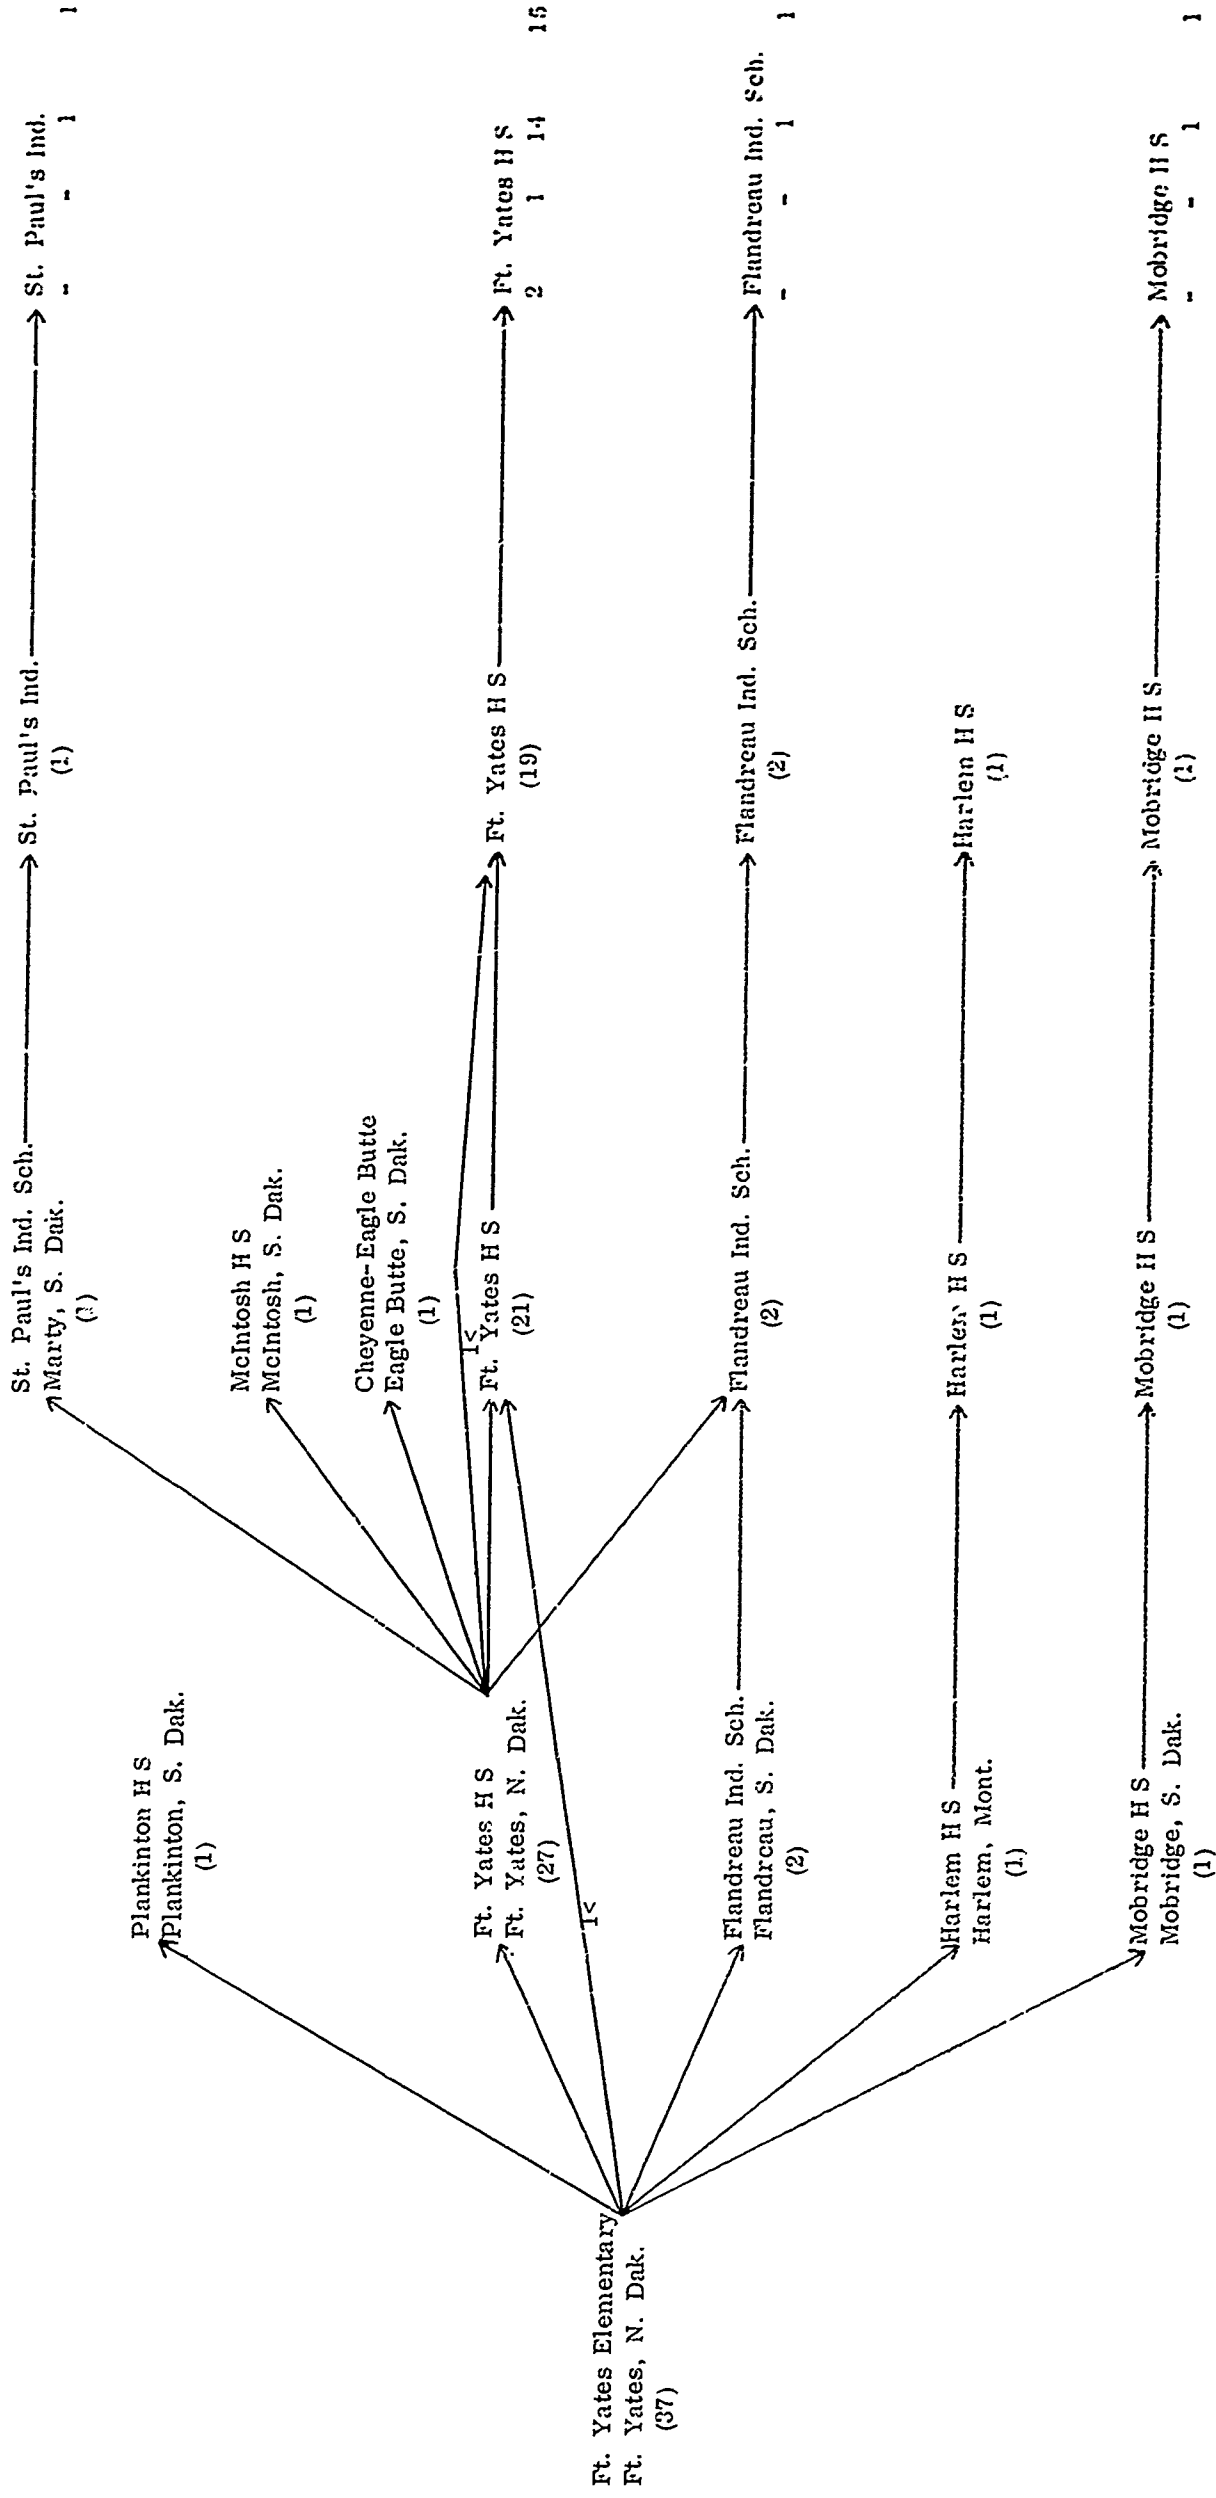 St. Paul's Ind. Sch.
Marty, S. Dak.
St. Paul's Ind.
(1)
St. Paul's Ind.
- - 1 1
Plankinton H S
Plankinton, S. Dak.
(1)
McIntosh H S
McIntosh, S. Dak.
(1)
Cheyenne-Eagle Butte
Eagle Butte, S. Dak.
(1)
Ft. Yates Elementary
Ft. Yates, N. Dak.
(37)
Ft. Yates H S
Ft. Yates, N. Dak.
(27)
1<
1<
Ft. Yates H S
(21)
Ft. Yates H S
(19)
Ft. Yates H S
2 1 14 15
Flandreau Ind. Sch.
Flandreau, S. Dak.
(2)
Flandreau Ind. Sch.
(2)
Flandreau Ind. Sch.
(2)
Flandreau Ind. Sch.
- - 1 1
Harlem H S
Harlem, Mont.
(1)
Harlem H S
(1)
Harlem H S
(1)
Mobridge H S
Mobridge, S. Dak.
(1)
Mobridge H S
(1)
Mobridge H S
(1)
Mobridge H S
- - 1 1